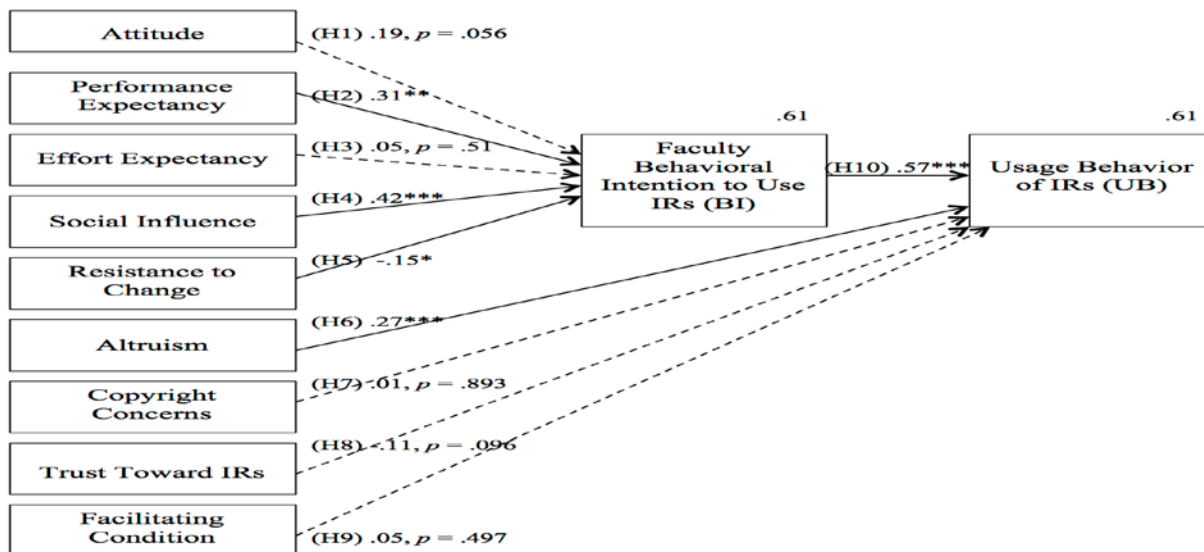 Attitude
(H1) .19, p = .056
Performance
Expectancy
(H2) .31**
Effort Expectancy
(H3) .05, p = .51
Social Influence
(H4) .42***
Resistance to
Change
(H5) -.15*
Altruism
(H6) .27***
Copyright
Concerns
(H7) .01, p = .893
Trust Toward IRs
(H8) -.11, p = .096
Facilitating
Condition
(H9) .05, p = .497
.61
Faculty
Behavioral
Intention to Use
IRs (BI)
(H10) .57***
.61
Usage Behavior
of IRs (UB)